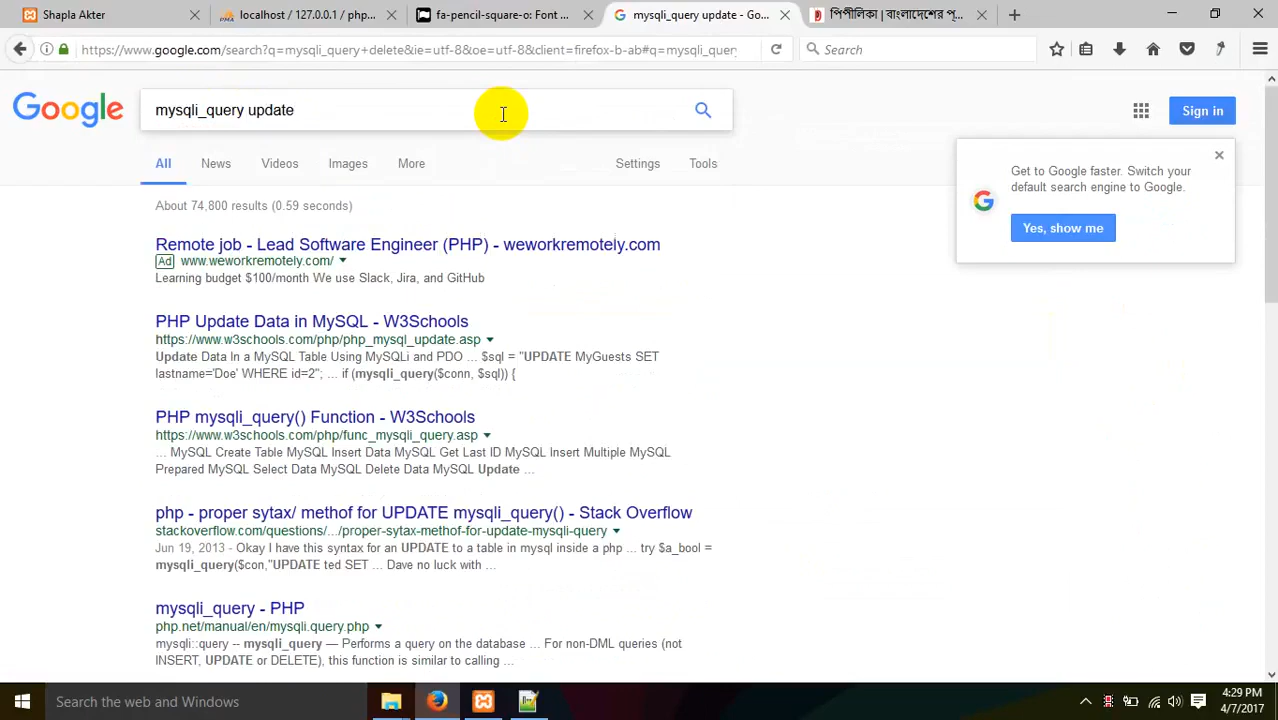 Shapla Akter
localhost / 127.0.0.1 / php...
fa-pencil-square-o: Font ...
mysqli_query update - Go...
পিপীলিকা | বাংলাদেশের প্...
https://www.google.com/search?q=mysqli_query+delete&ie=utf-8&oe=utf-8&client=firefox-b-ab#q=mysqli_query
Search
Google
mysqli_query update
Sign in
All
News
Videos
Images
More
Settings
Tools
Get to Google faster. Switch your
default search engine to Google.
Yes, show me
About 74,800 results (0.59 seconds)
Remote job - Lead Software Engineer (PHP) - weworkremotely.com
Ad www.weworkremotely.com/
Learning budget $100/month We use Slack, Jira, and GitHub
PHP Update Data in MySQL - W3Schools
https://www.w3schools.com/php/php_mysql_update.asp
Update Data In a MySQL Table Using MySQLi and PDO ... $sql = "UPDATE MyGuests SET
lastname='Doe' WHERE id=2"; ... if (mysqli_query($conn, $sql)) {
PHP mysqli_query() Function - W3Schools
https://www.w3schools.com/php/func_mysqli_query.asp
... MySQL Create Table MySQL Insert Data MySQL Get Last ID MySQL Insert Multiple MySQL
Prepared MySQL Select Data MySQL Delete Data MySQL Update ...
php - proper sytax/ methof for UPDATE mysqli_query() - Stack Overflow
stackoverflow.com/questions/.../proper-sytax-methof-for-update-mysqli-query
Jun 19, 2013 - Okay I have this syntax for an UPDATE to a table in mysql inside a php ... try $a_bool =
mysqli_query($con,"UPDATE ted SET ... Dave no luck with ...
mysqli_query - PHP
php.net/manual/en/mysqli.query.php
mysqli::query -- mysqli_query — Performs a query on the database ... For non-DML queries (not
INSERT, UPDATE or DELETE), this function is similar to calling ...
Search the web and Windows
4:29 PM
4/7/2017